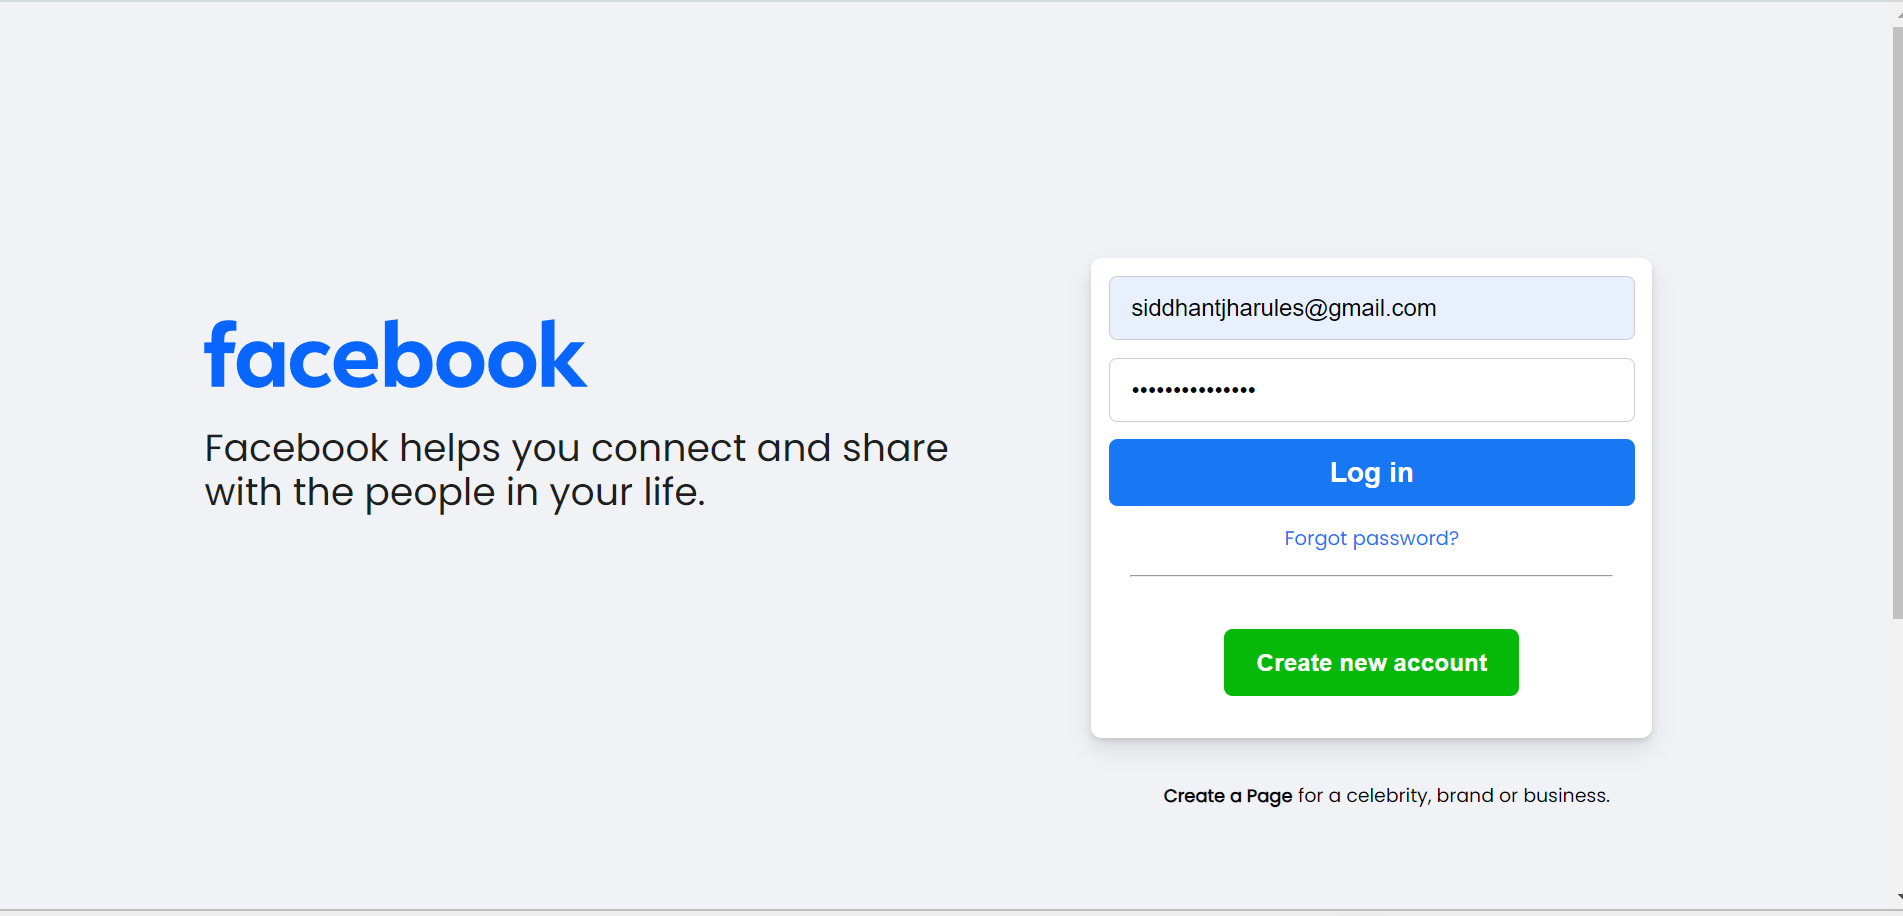 facebook
Facebook helps you connect and share
with the people in your life.
siddhantjharules@gmail.com
•••••••••••••••
Log in
Forgot password?
Create new account
Create a Page for a celebrity, brand or business.